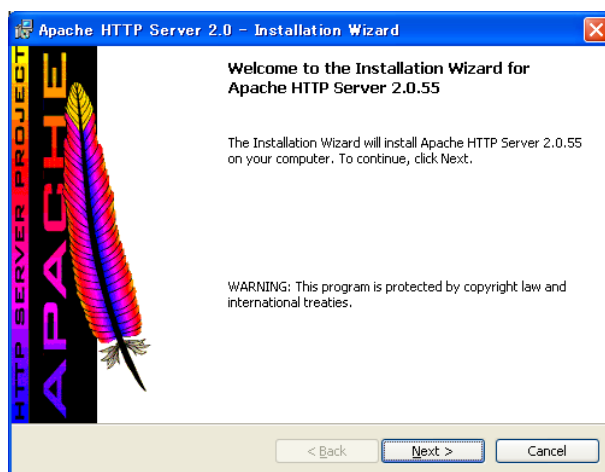 Apache HTTP Server 2.0 - Installation Wizard
HTTP SERVER PROJECT
APACHE
Welcome to the Installation Wizard for
Apache HTTP Server 2.0.55
The Installation Wizard will install Apache HTTP Server 2.0.55
on your computer. To continue, click Next.
WARNING: This program is protected by copyright law and
international treaties.
< Back
Next >
Cancel